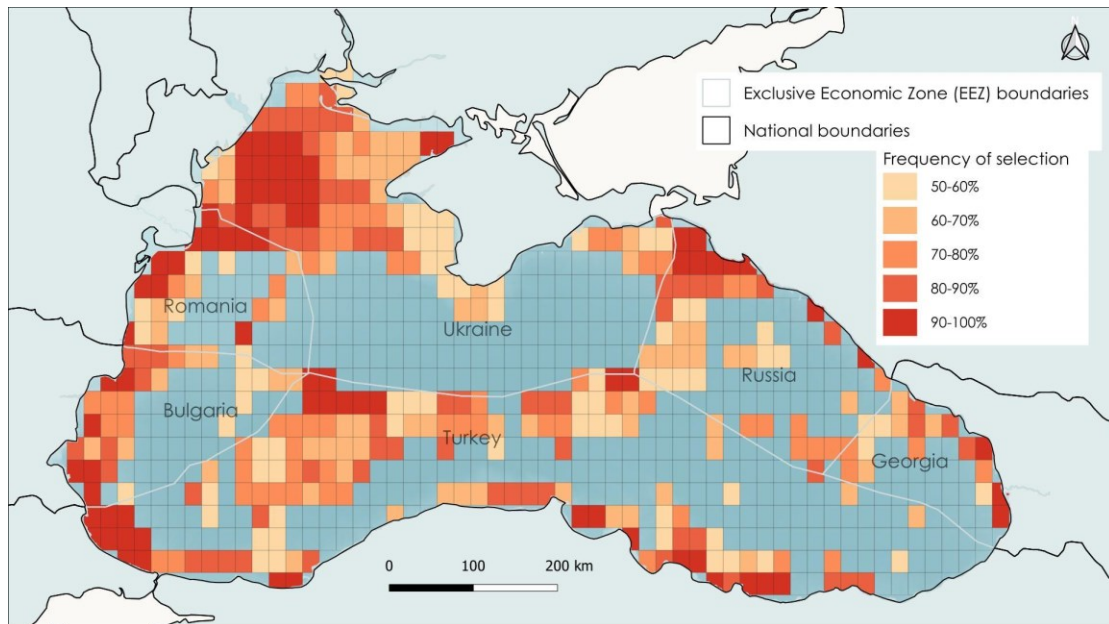 N
Exclusive Economic Zone (EEZ) boundaries
National boundaries
Frequency of selection
50-60%
60-70%
70-80%
80-90%
90-100%
Romania
Ukraine
Russia
Bulgaria
Turkey
Georgia
0 100 200 km